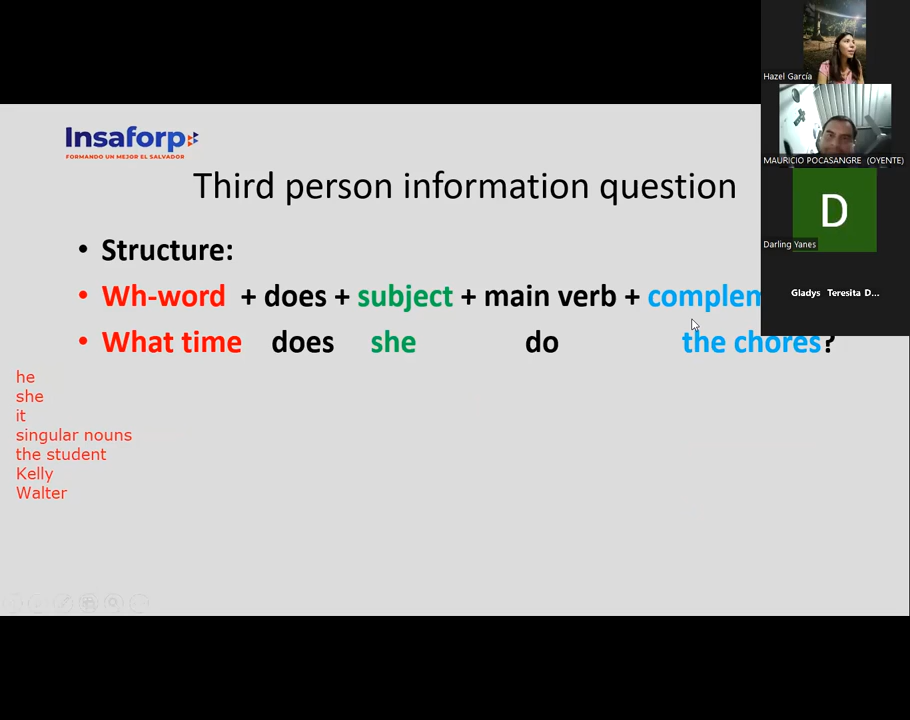 Hazel García
MAURICIO POCASANGRE (OYENTE)
D
Darling Yanes
Gladys Teresita D...
Insaforp
FORMANDO UN MEJOR EL SALVADOR
Third person information question
• Structure:
• Wh-word + does + subject + main verb + complem
• What time does she do the chores?
he
she
it
singular nouns
the student
Kelly
Walter